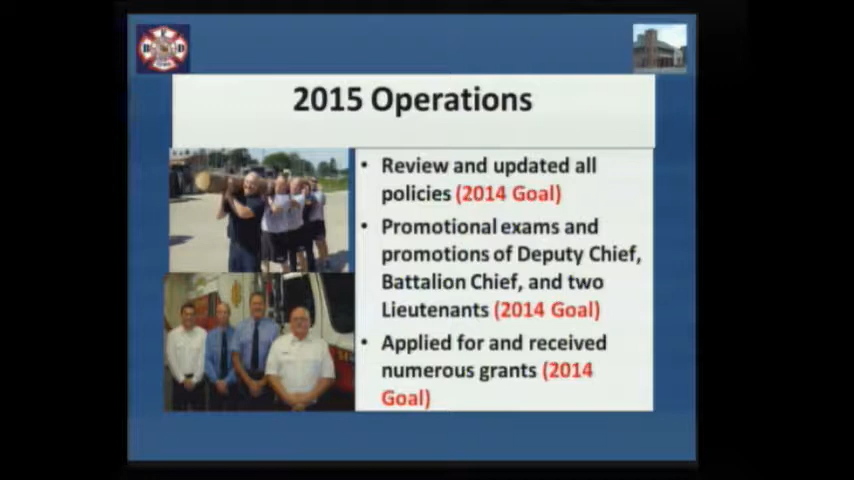 2015 Operations
• Review and updated all
policies (2014 Goal)
• Promotional exams and
promotions of Deputy Chief,
Battalion Chief, and two
Lieutenants (2014 Goal)
• Applied for and received
numerous grants (2014
Goal)